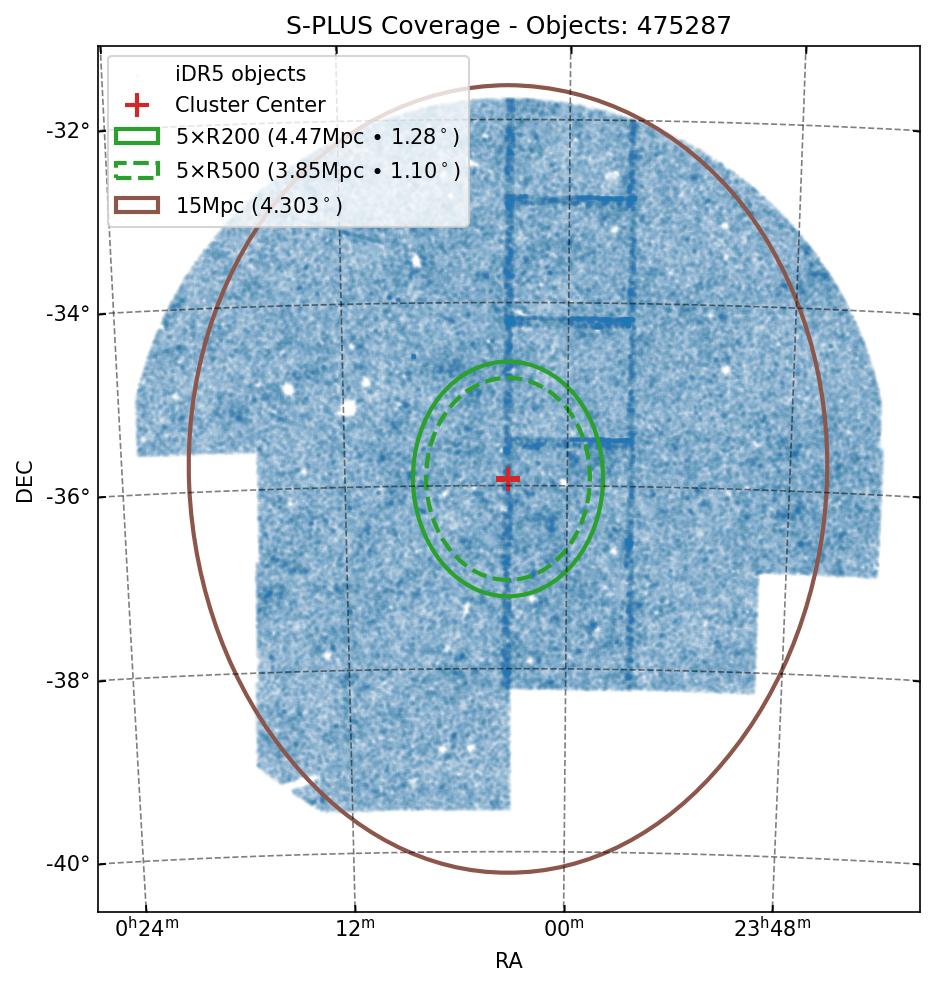 S-PLUS Coverage - Objects: 475287
iDR5 objects
Cluster Center
5×R200 (4.47Mpc • 1.28°)
5×R500 (3.85Mpc • 1.10°)
15Mpc (4.303°)
-32°
-34°
-36°
-38°
-40°
DEC
0ʰ24ᵐ 12ᵐ 00ᵐ 23ʰ48ᵐ
RA